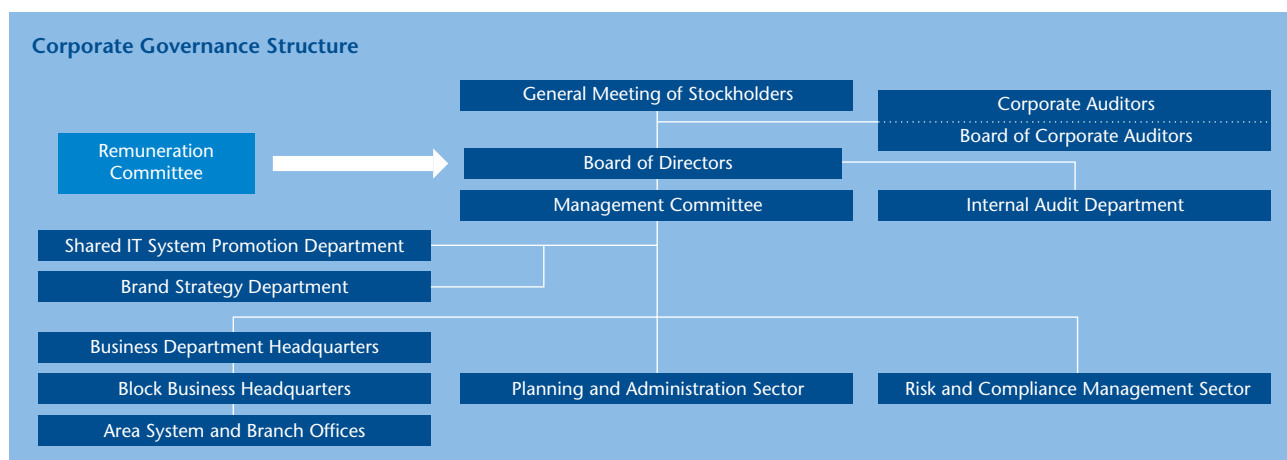 Corporate Governance Structure
General Meeting of Stockholders
Corporate Auditors
Board of Corporate Auditors
Remuneration
Committee
Board of Directors
Management Committee
Internal Audit Department
Shared IT System Promotion Department
Brand Strategy Department
Business Department Headquarters
Block Business Headquarters
Planning and Administration Sector
Risk and Compliance Management Sector
Area System and Branch Offices